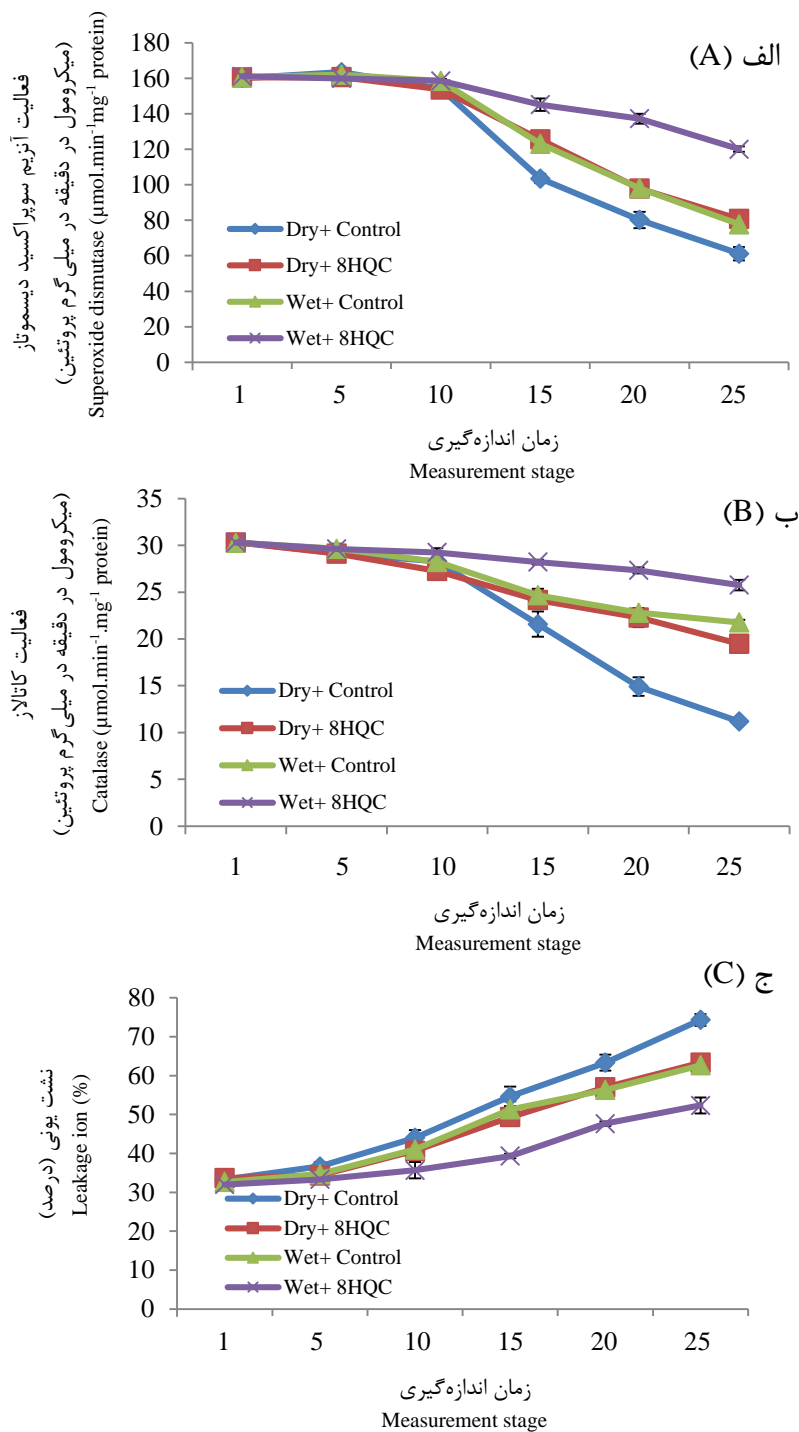 الف (A)
فعالیت آنزیم سوپراکسید دیسموتاز
(میکرومول در دقیقه در میلی گرم پروتئین)
Superoxide dismutase (µmol.min-1mg-1 protein)
180
160
140
120
100
80
60
40
20
0
Dry+ Control
Dry+ 8HQC
Wet+ Control
Wet+ 8HQC
1 5 10 15 20 25
زمان اندازه‌گیری
Measurement stage
ب (B)
فعالیت کاتالاز
(میکرومول در دقیقه در میلی گرم پروتئین)
Catalase (µmol.min-1.mg-1 protein)
35
30
25
20
15
10
5
0
Dry+ Control
Dry+ 8HQC
Wet+ Control
Wet+ 8HQC
1 5 10 15 20 25
زمان اندازه‌گیری
Measurement stage
ج (C)
نشت یونی (درصد)
Leakage ion (%)
80
70
60
50
40
30
20
10
0
Dry+ Control
Dry+ 8HQC
Wet+ Control
Wet+ 8HQC
1 5 10 15 20 25
زمان اندازه‌گیری
Measurement stage